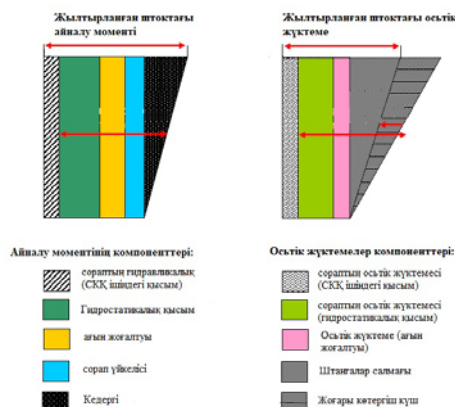 Жылтырланған штоктағы
айналу моменті
Жылтырланған штоктағы осьтік
жүктеме
Айналу моментінің компоненттері:
сораптың гидравликалық
(СКҚ ішіндегі қысым)
Гидростатикалық қысым
ағын жоғалтуы
сорап үйкелісі
Кедергі
Осьтік жүктемелер компоненттері:
сораптың осьтік жүктемесі
(СКҚ ішіндегі қысым)
сораптың осьтік жүктемесі
(гидростатикалық қысым)
Осьтік жүктеме (ағын
жоғалтуы)
Штангалар салмағы
Жоғары көтергіш күш